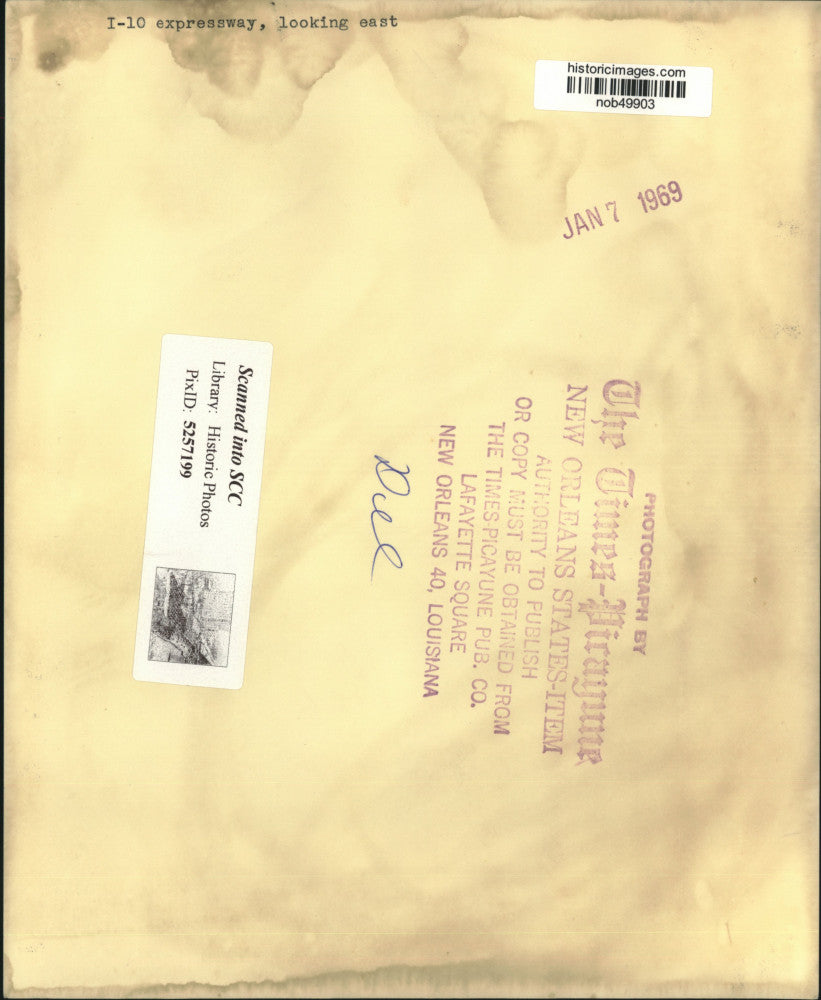 I-10 expressway, looking east
historicimages.com
nob49903
JAN 7 1969
PHOTOGRAPH BY
The Times-Picayune
NEW ORLEANS STATES-ITEM
AUTHORITY TO PUBLISH
OR COPY MUST BE OBTAINED FROM
THE TIMES-PICAYUNE PUB. CO.
LAFAYETTE SQUARE
NEW ORLEANS 40, LOUISIANA
Scanned into SCC
Library: Historic Photos
PixID: 5257199